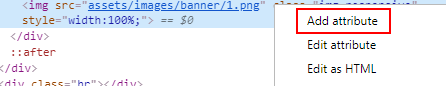 <img src="assets/images/banner/1.png" class="img-responsive"
style="width:100%;"> == $0
</div>
::after
</div>
<div class="hr"></div>
Add attribute
Edit attribute
Edit as HTML